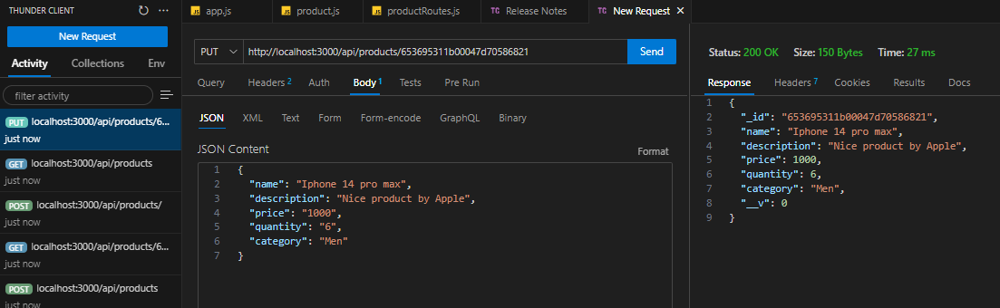 THUNDER CLIENT
New Request
Activity Collections Env
filter activity
PUT localhost:3000/api/products/6...
just now
GET localhost:3000/api/products
just now
POST localhost:3000/api/products/
just now
GET localhost:3000/api/products/6...
just now
POST localhost:3000/api/products
just now
JS app.js JS product.js JS productRoutes.js TC Release Notes TC New Request
PUT http://localhost:3000/api/products/653695311b00047d70586821 Send
Query Headers 2 Auth Body 1 Tests Pre Run
JSON XML Text Form Form-encode GraphQL Binary
JSON Content Format
1 {
2 "name": "Iphone 14 pro max",
3 "description": "Nice product by Apple",
4 "price": "1000",
5 "quantity": "6",
6 "category": "Men"
7 }
Status: 200 OK Size: 150 Bytes Time: 27 ms
Response Headers 7 Cookies Results Docs
1 {
2 "_id": "653695311b00047d70586821",
3 "name": "Iphone 14 pro max",
4 "description": "Nice product by Apple",
5 "price": 1000,
6 "quantity": 6,
7 "category": "Men",
8 "__v": 0
9 }